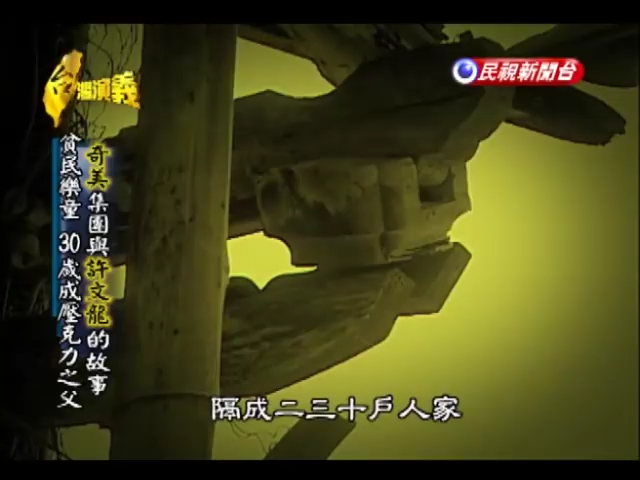 民視新聞台
台灣演義
奇美集團與許文龍的故事
貧民樂童 30歲成壓克力之父
隔成二三十戶人家